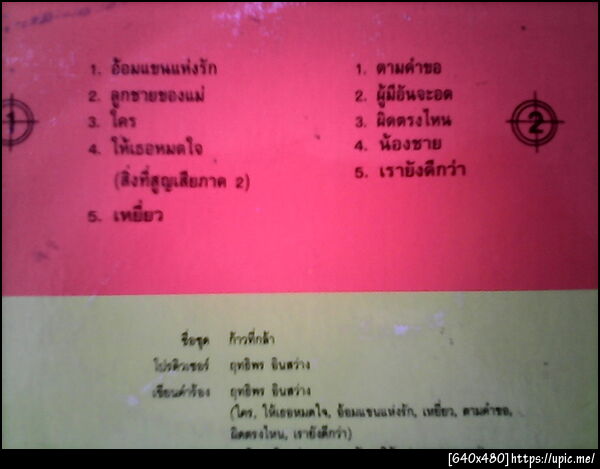 1
1. อ้อมแขนแห่งรัก
2. ลูกชายของแม่
3. ใคร
4. ให้เธอหมดใจ
(สิ่งที่สูญเสียภาค 2)
5. เหยี่ยว
1. ตามคำขอ
2. ผู้มีอันจะอด
3. ผิดตรงไหน
4. น้องชาย
5. เรายังดีกว่า
2
ชื่อชุด ก้าวที่กล้า
โปรดิวเซอร์ ฤทธิพร อินสว่าง
เขียนคำร้อง ฤทธิพร อินสว่าง
(ใคร, ให้เธอหมดใจ, อ้อมแขนแห่งรัก, เหยี่ยว, ตามคำขอ,
ผิดตรงไหน, เรายังดีกว่า)
[640x480]https://upic.me/